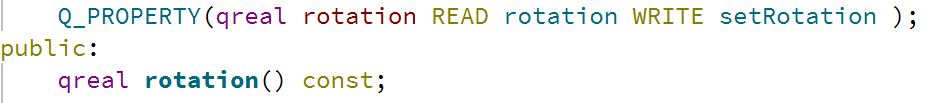 Q_PROPERTY(qreal rotation READ rotation WRITE setRotation );
public:
qreal rotation() const;